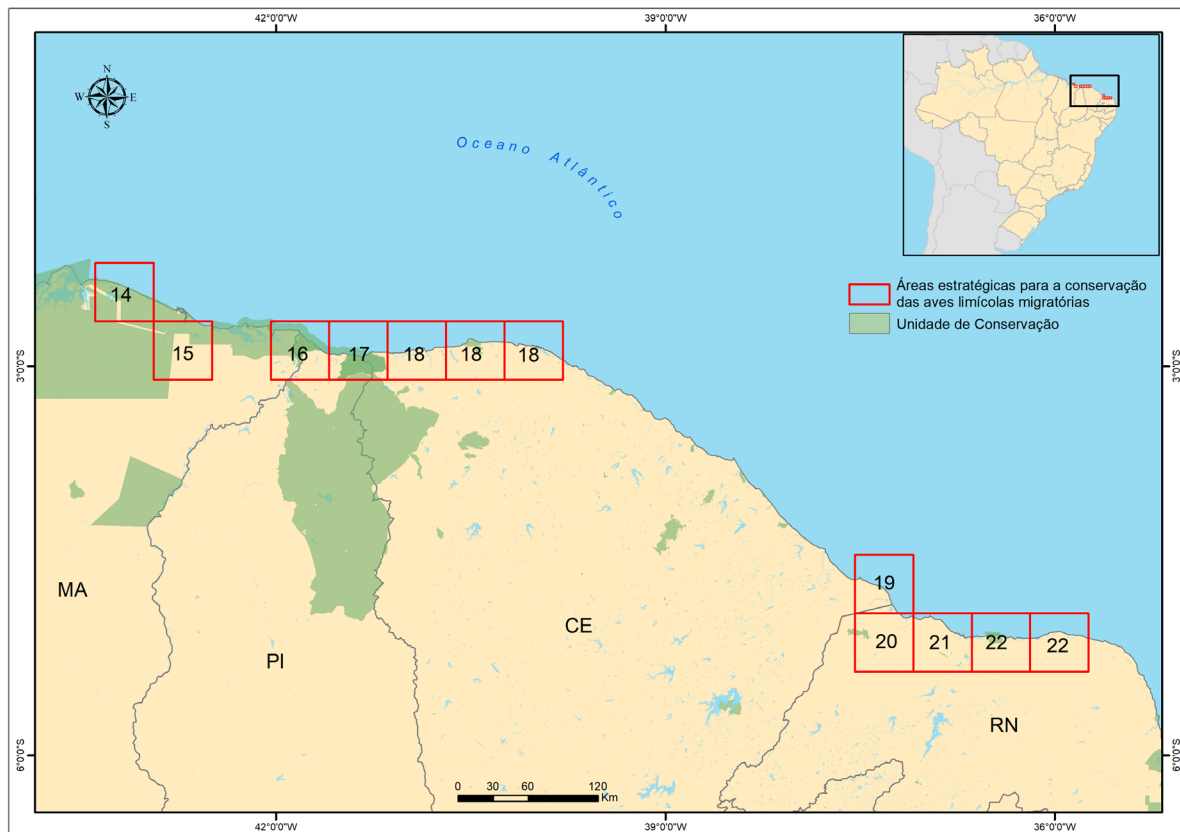 42°0'0"W
39°0'0"W
36°0'0"W
N
W
E
S
Oceano Atlântico
Áreas estratégicas para a conservação
das aves limícolas migratórias
Unidade de Conservação
14
15
16
17
18
18
18
3°0'0"S
3°0'0"S
19
20
21
22
22
MA
PI
CE
RN
6°0'0"S
6°0'0"S
0
30
60
120
Km
42°0'0"W
39°0'0"W
36°0'0"W